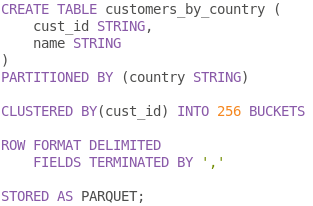 CREATE TABLE customers_by_country (
    cust_id STRING,
    name STRING
)
PARTITIONED BY (country STRING)
CLUSTERED BY(cust_id) INTO 256 BUCKETS
ROW FORMAT DELIMITED
    FIELDS TERMINATED BY ','
STORED AS PARQUET;